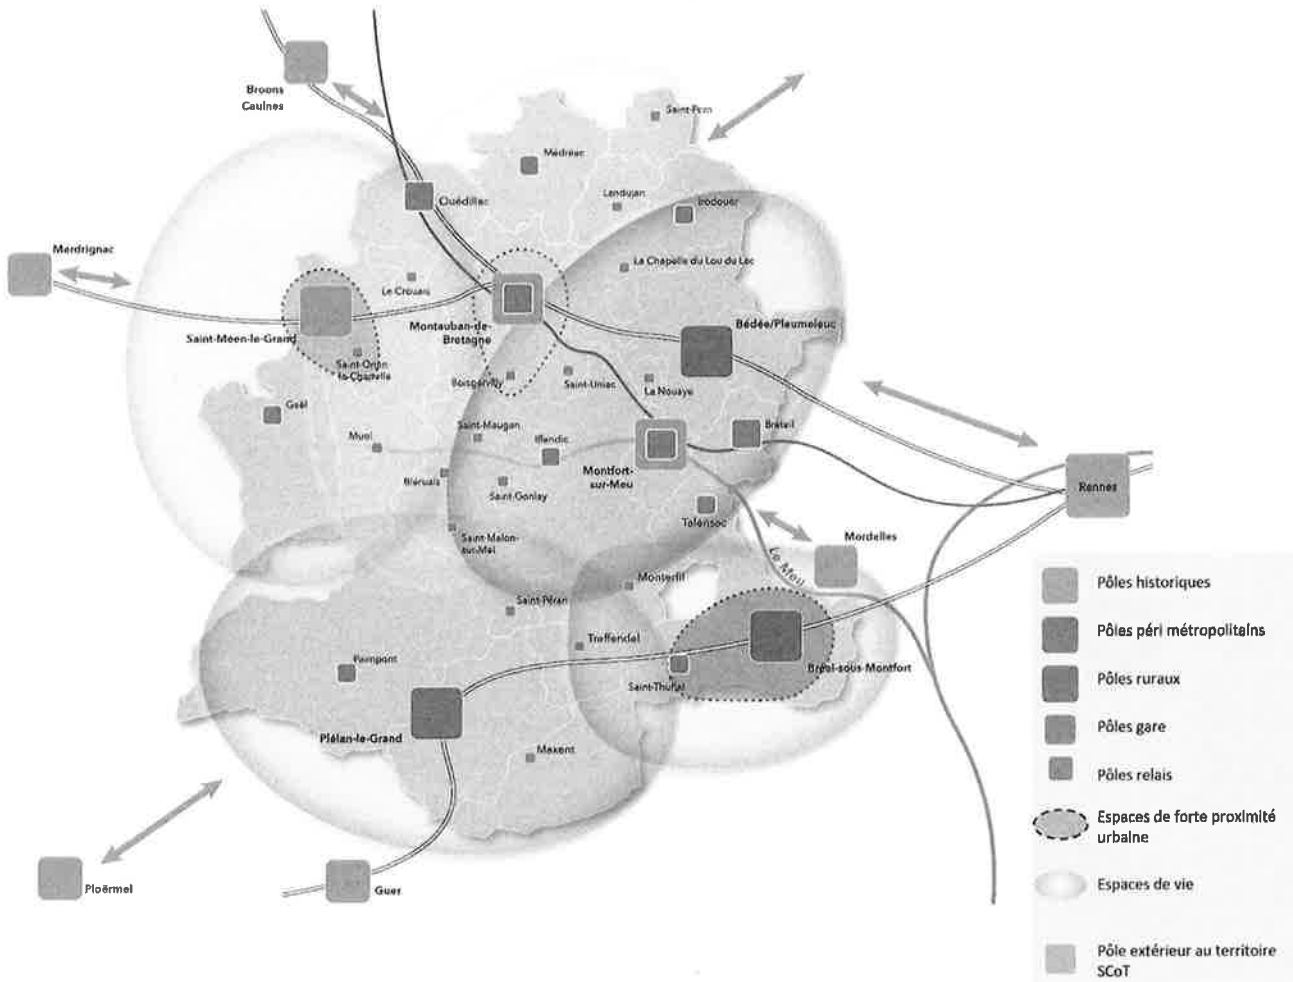 Broons
Caulnes
Saint-Pern
Médréac
Quédillac
Landujan
Irodouer
Merdrignac
La Chapelle du Lou du Lac
Le Crouais
Saint-Méen-le-Grand
Montauban-de-
Bretagne
Bédée/Pleumeleuc
Saint-Onen
la-Chapelle
Boisgervilly
Saint-Uniac
La Nouaye
Gaël
Saint-Maugan
Iffendic
Breteil
Muel
Montfort-
sur-Meu
Bléruais
Saint-Gonlay
Rennes
Talensac
Saint-Malon-
sur-Mel
Mordelles
Le Meu
Monterfil
Saint-Péran
Treffendel
Paimpont
Saint-Thurial
Bréal-sous-Montfort
Plélan-le-Grand
Maxent
Ploërmel
Guer
Pôles historiques
Pôles péri métropolitains
Pôles ruraux
Pôles gare
Pôles relais
Espaces de forte proximité
urbaine
Espaces de vie
Pôle extérieur au territoire
SCoT